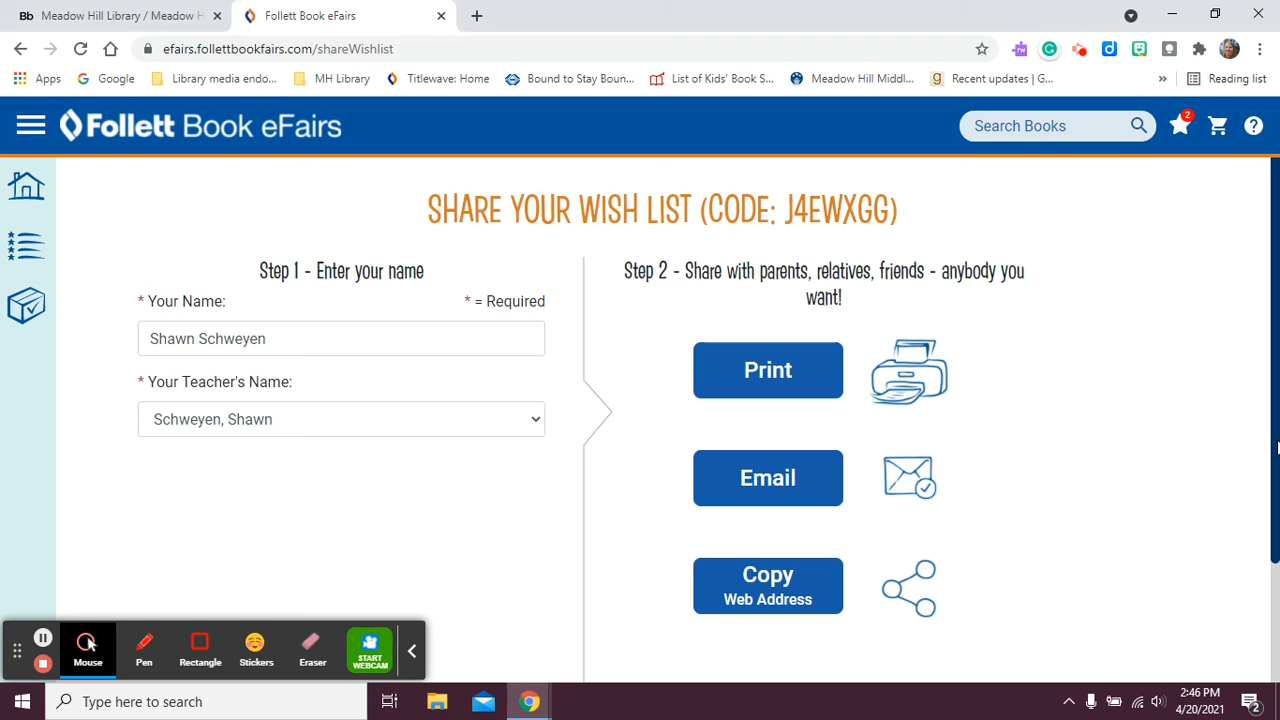 Bb Meadow Hill Library / Meadow H
Follett Book eFairs
efairs.follettbookfairs.com/shareWishlist
Apps Google Library media endo... MH Library Titlewave: Home Bound to Stay Boun... List of Kids' Book S... Meadow Hill Middl... Recent updates | G... » Reading list
Follett Book eFairs
Search Books
2
SHARE YOUR WISH LIST (CODE: J4EWXGG)
Step 1 - Enter your name
* Your Name:
* = Required
Shawn Schweyen
* Your Teacher's Name:
Schweyen, Shawn
Step 2 - Share with parents, relatives, friends - anybody you
want!
Print
Email
Copy
Web Address
Mouse
Pen
Rectangle
Stickers
Eraser
START
WEBCAM
Type here to search
2:46 PM
4/20/2021
2